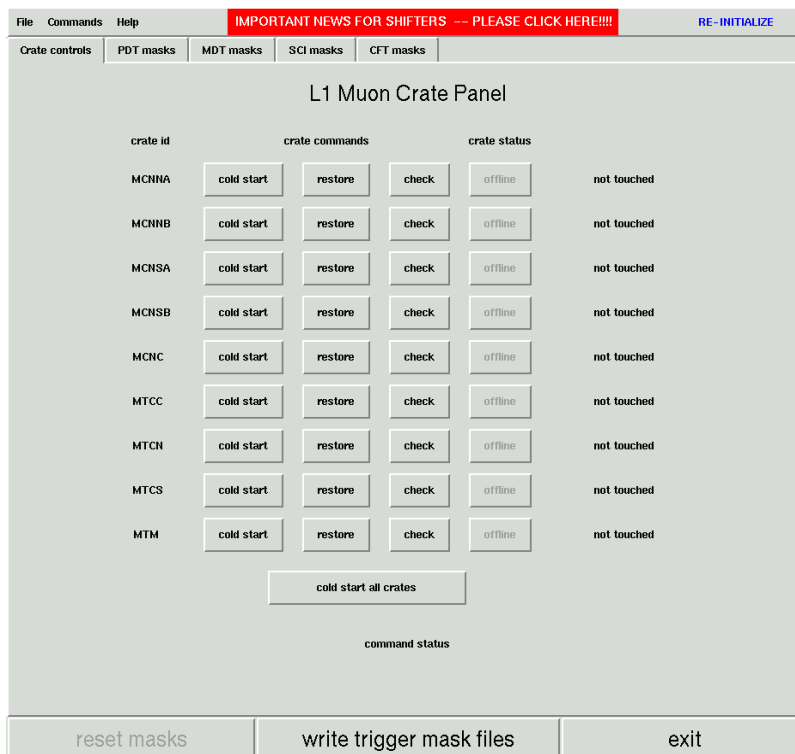 File Commands Help IMPORTANT NEWS FOR SHIFTERS -- PLEASE CLICK HERE!!!! RE-INITIALIZE
Crate controls PDT masks MDT masks SCI masks CFT masks
L1 Muon Crate Panel
crate id crate commands crate status
MCNNA cold start restore check offline not touched
MCNNB cold start restore check offline not touched
MCNSA cold start restore check offline not touched
MCNSB cold start restore check offline not touched
MCNC cold start restore check offline not touched
MTCC cold start restore check offline not touched
MTCN cold start restore check offline not touched
MTCS cold start restore check offline not touched
MTM cold start restore check offline not touched
cold start all crates
command status
reset masks write trigger mask files exit